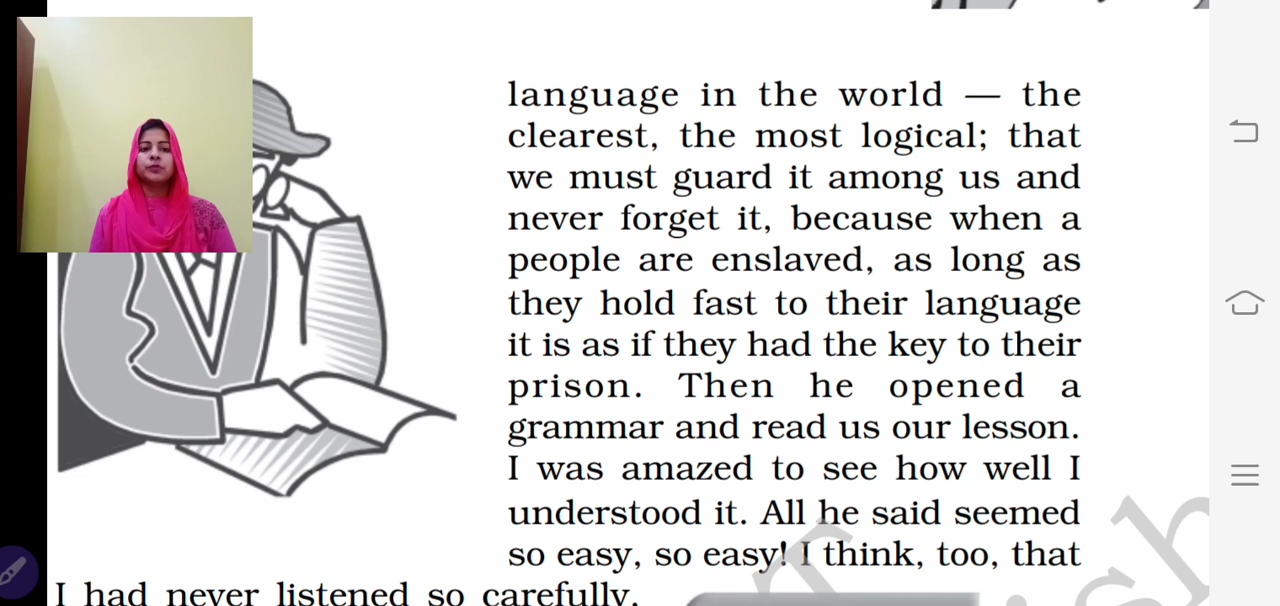 language in the world — the
clearest, the most logical; that
we must guard it among us and
never forget it, because when a
people are enslaved, as long as
they hold fast to their language
it is as if they had the key to their
prison. Then he opened a
grammar and read us our lesson.
I was amazed to see how well I
understood it. All he said seemed
so easy, so easy! I think, too, that
I had never listened so carefully.